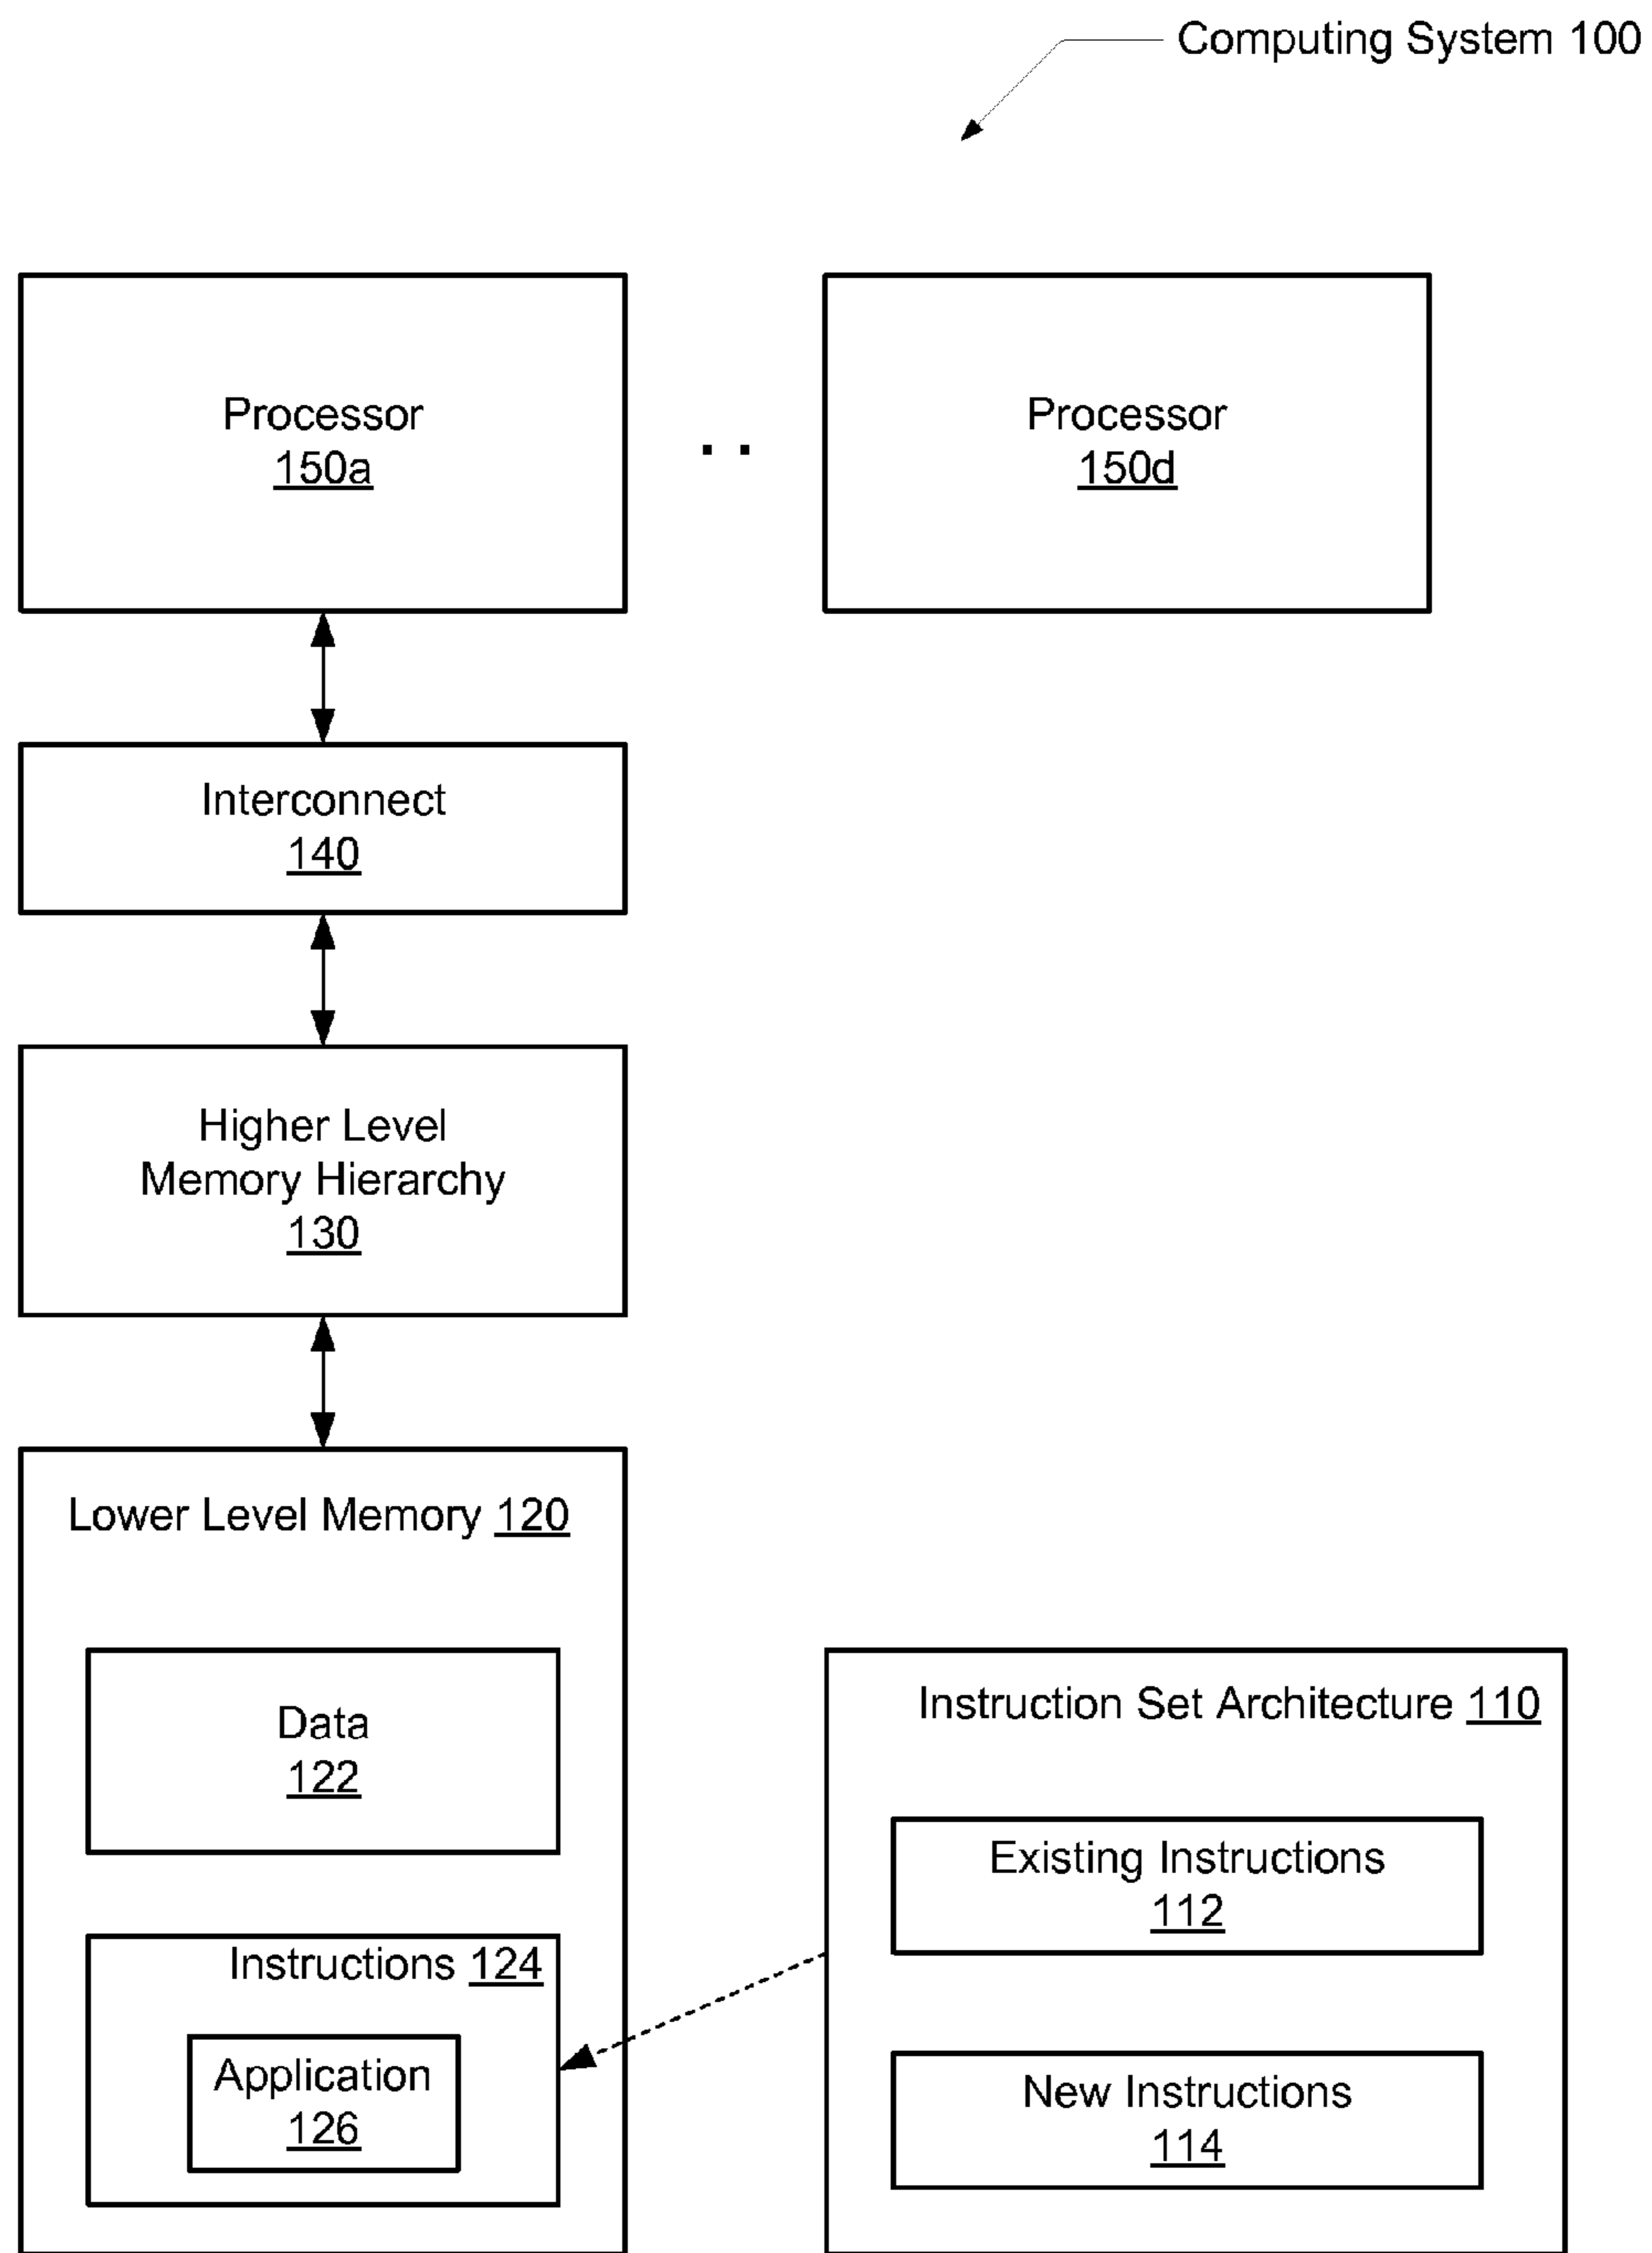 Computing System 100
Processor
150a
. .
Processor
150d
Interconnect
140
Higher Level
Memory Hierarchy
130
Lower Level Memory 120
Data
122
Instructions 124
Application
126
Instruction Set Architecture 110
Existing Instructions
112
New Instructions
114